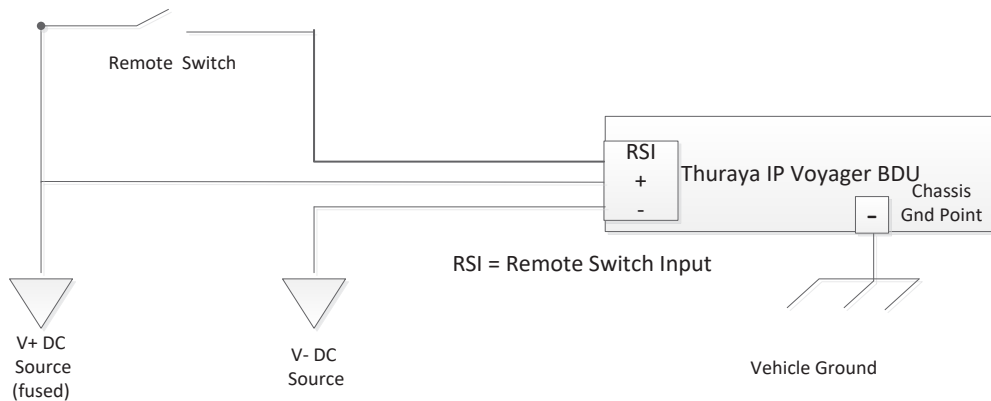 Remote Switch
RSI
+
-
Thuraya IP Voyager BDU
Chassis
Gnd Point
-
RSI = Remote Switch Input
V+ DC
Source
(fused)
V- DC
Source
Vehicle Ground